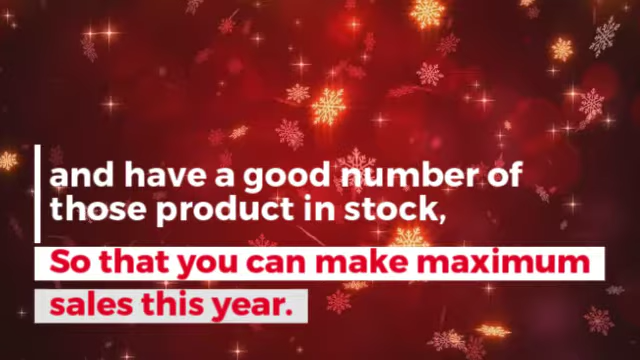 and have a good number of
those product in stock,
So that you can make maximum
sales this year.